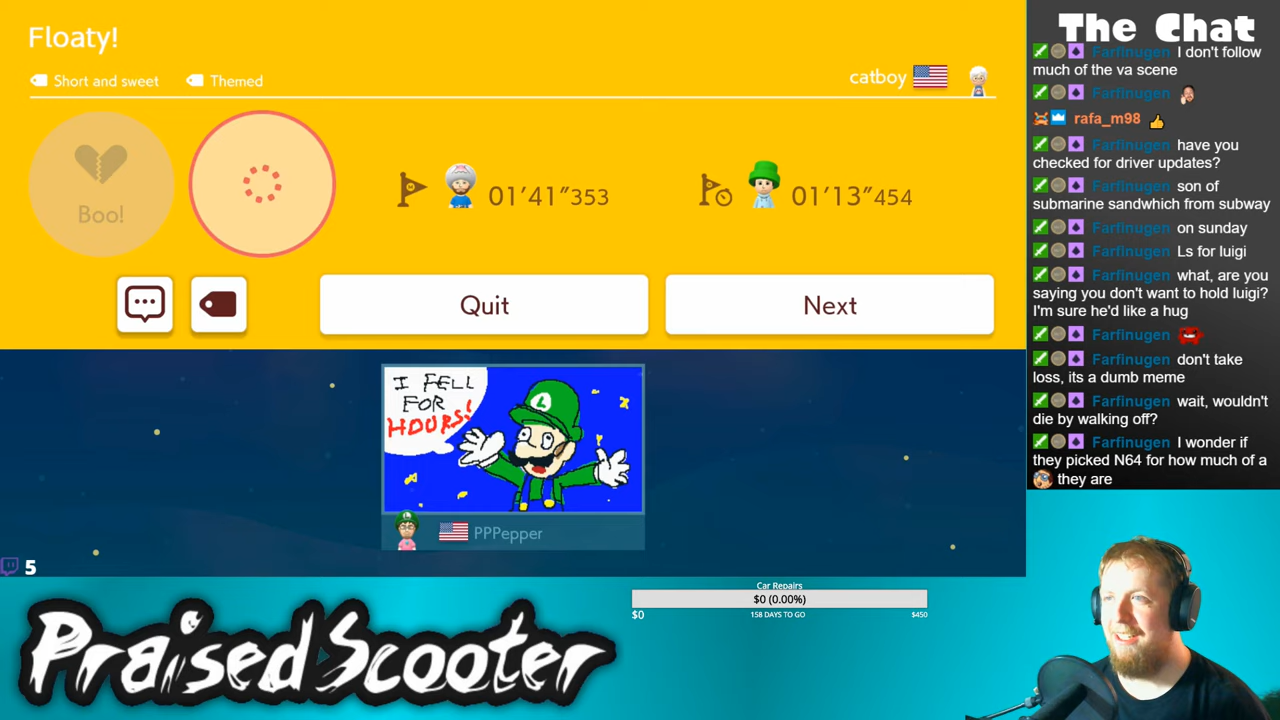 Floaty!
Short and sweet
Themed
catboy
Boo!
01'41"353
01'13"454
Quit
Next
I FELL
FOR
HOURS!
L
PPPepper
5
PraisedScooter
Car Repairs
$0 (0.00%)
$0
158 DAYS TO GO
$450
The Chat
Farfinugen I don't follow
much of the va scene
Farfinugen
rafa_m98
Farfinugen have you
checked for driver updates?
Farfinugen son of
submarine sandwhich from subway
Farfinugen on sunday
Farfinugen Ls for luigi
Farfinugen what, are you
saying you don't want to hold luigi?
I'm sure he'd like a hug
Farfinugen
Farfinugen don't take
loss, its a dumb meme
Farfinugen wait, wouldn't
die by walking off?
Farfinugen I wonder if
they picked N64 for how much of a
they are